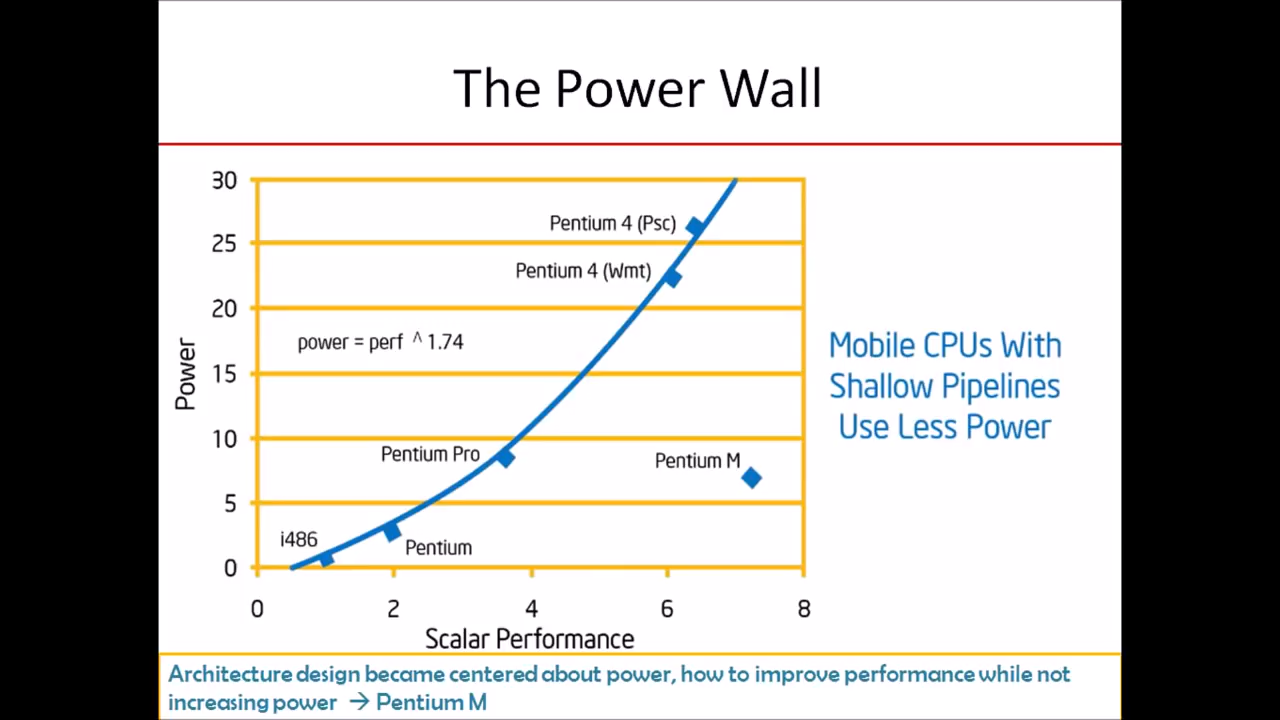 The Power Wall
30
25
20
15
10
5
0
Power
Pentium 4 (Psc)
Pentium 4 (Wmt)
power = perf ^ 1.74
Pentium Pro
Pentium M
i486
Pentium
0 2 4 6 8
Scalar Performance
Mobile CPUs With
Shallow Pipelines
Use Less Power
Architecture design became centered about power, how to improve performance while not
increasing power → Pentium M